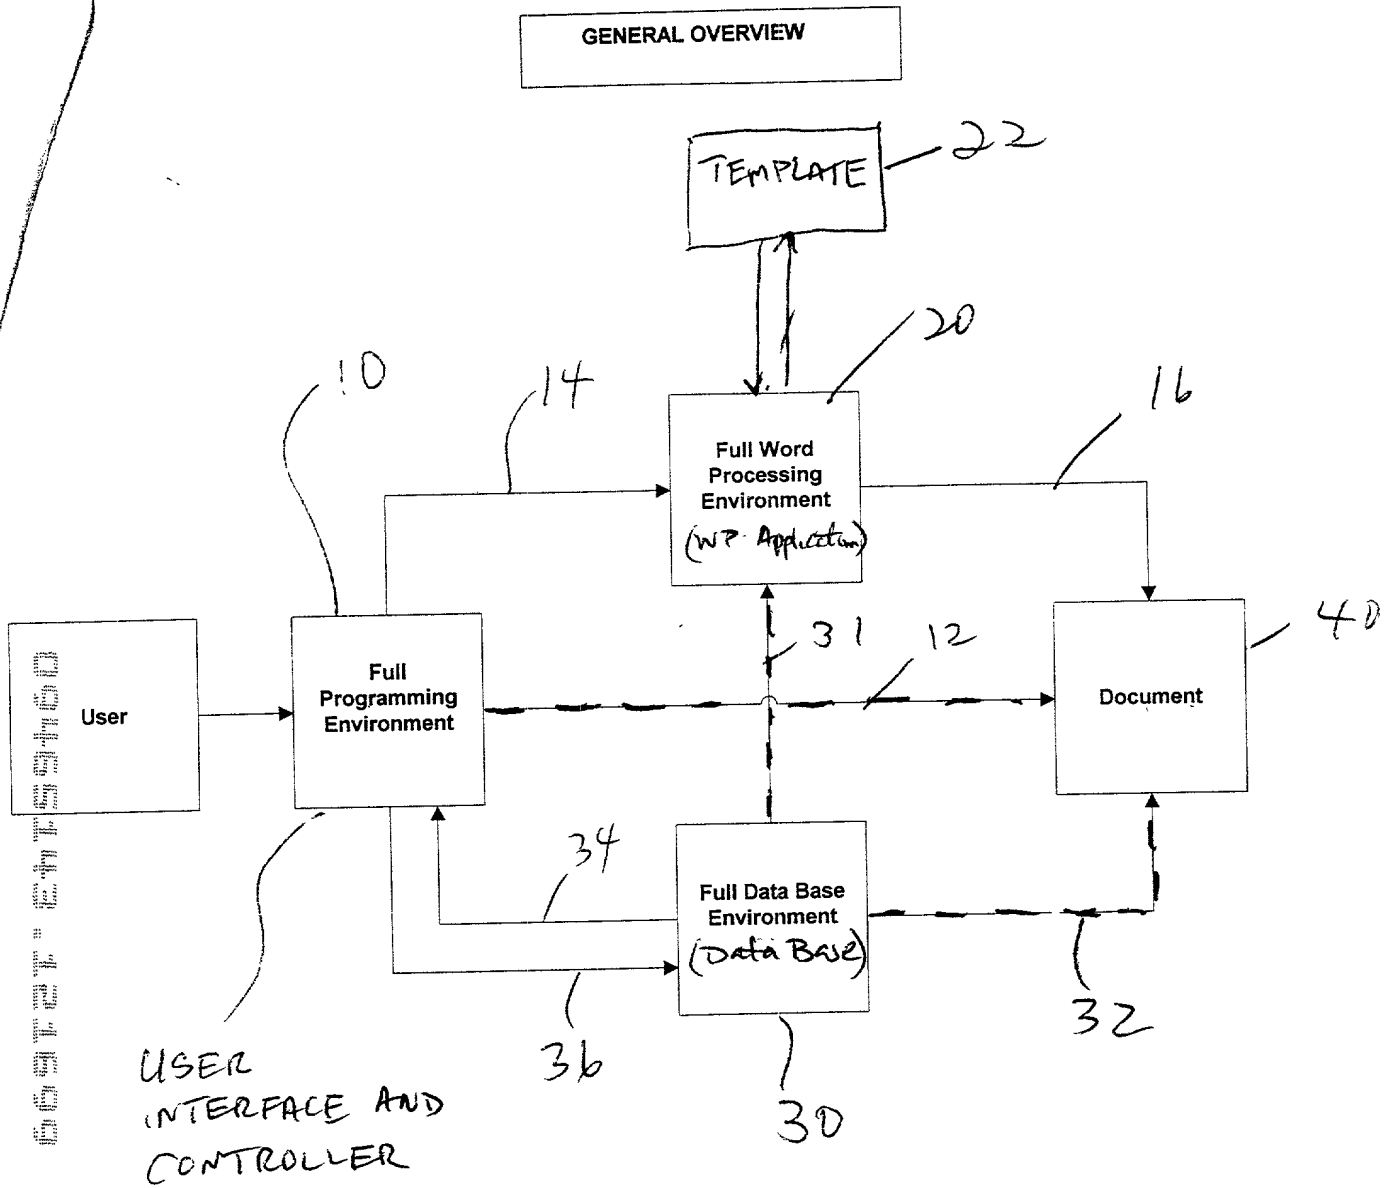 GENERAL OVERVIEW
TEMPLATE
22
20
10
14
16
Full Word
Processing
Environment
(WP Application)
31
12
40
User
Full
Programming
Environment
Document
34
Full Data Base
Environment
(Data Base)
36
32
30
USER
INTERFACE AND
CONTROLLER